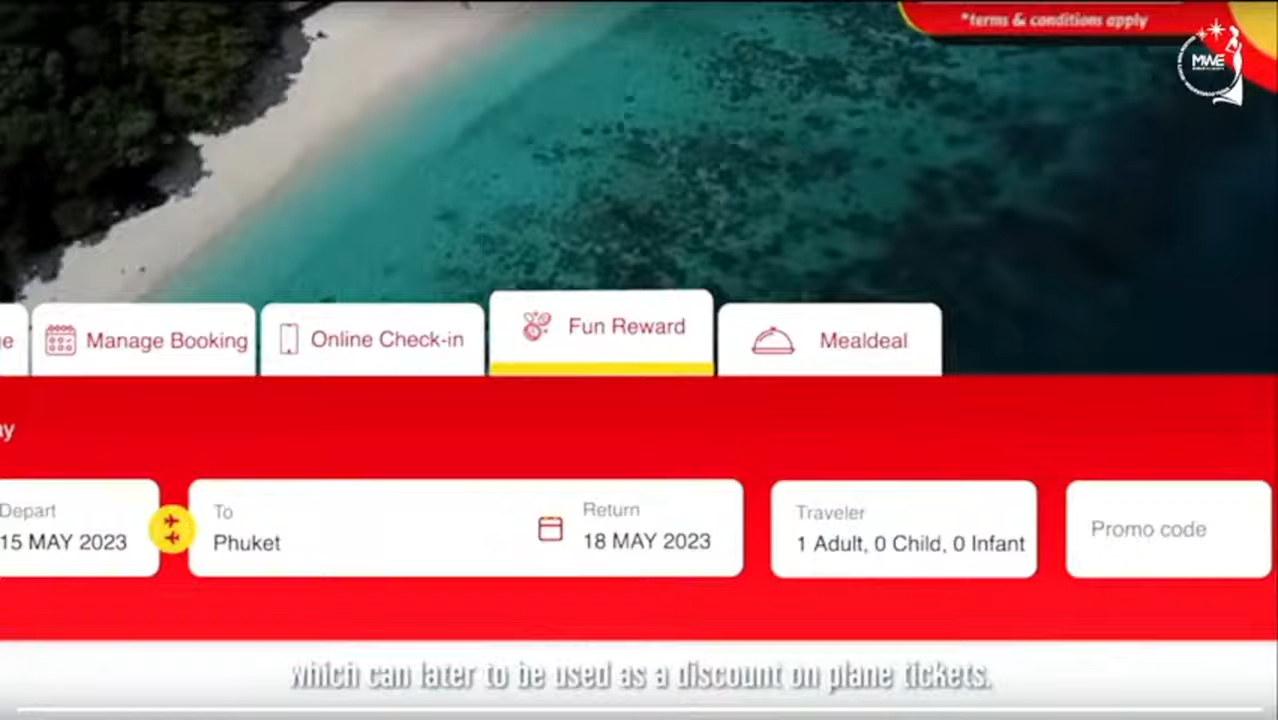 *terms & conditions apply
MWE
e
Manage Booking
Online Check-in
Fun Reward
Mealdeal
ay
Depart
15 MAY 2023
To
Phuket
Return
18 MAY 2023
Traveler
1 Adult, 0 Child, 0 Infant
Promo code
which can later to be used as a discount on plane tickets.